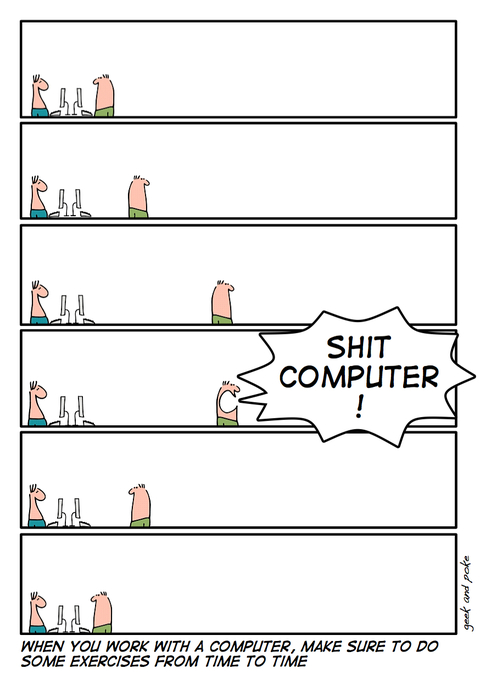 SHIT
COMPUTER
!
geek and poke
WHEN YOU WORK WITH A COMPUTER, MAKE SURE TO DO
SOME EXERCISES FROM TIME TO TIME